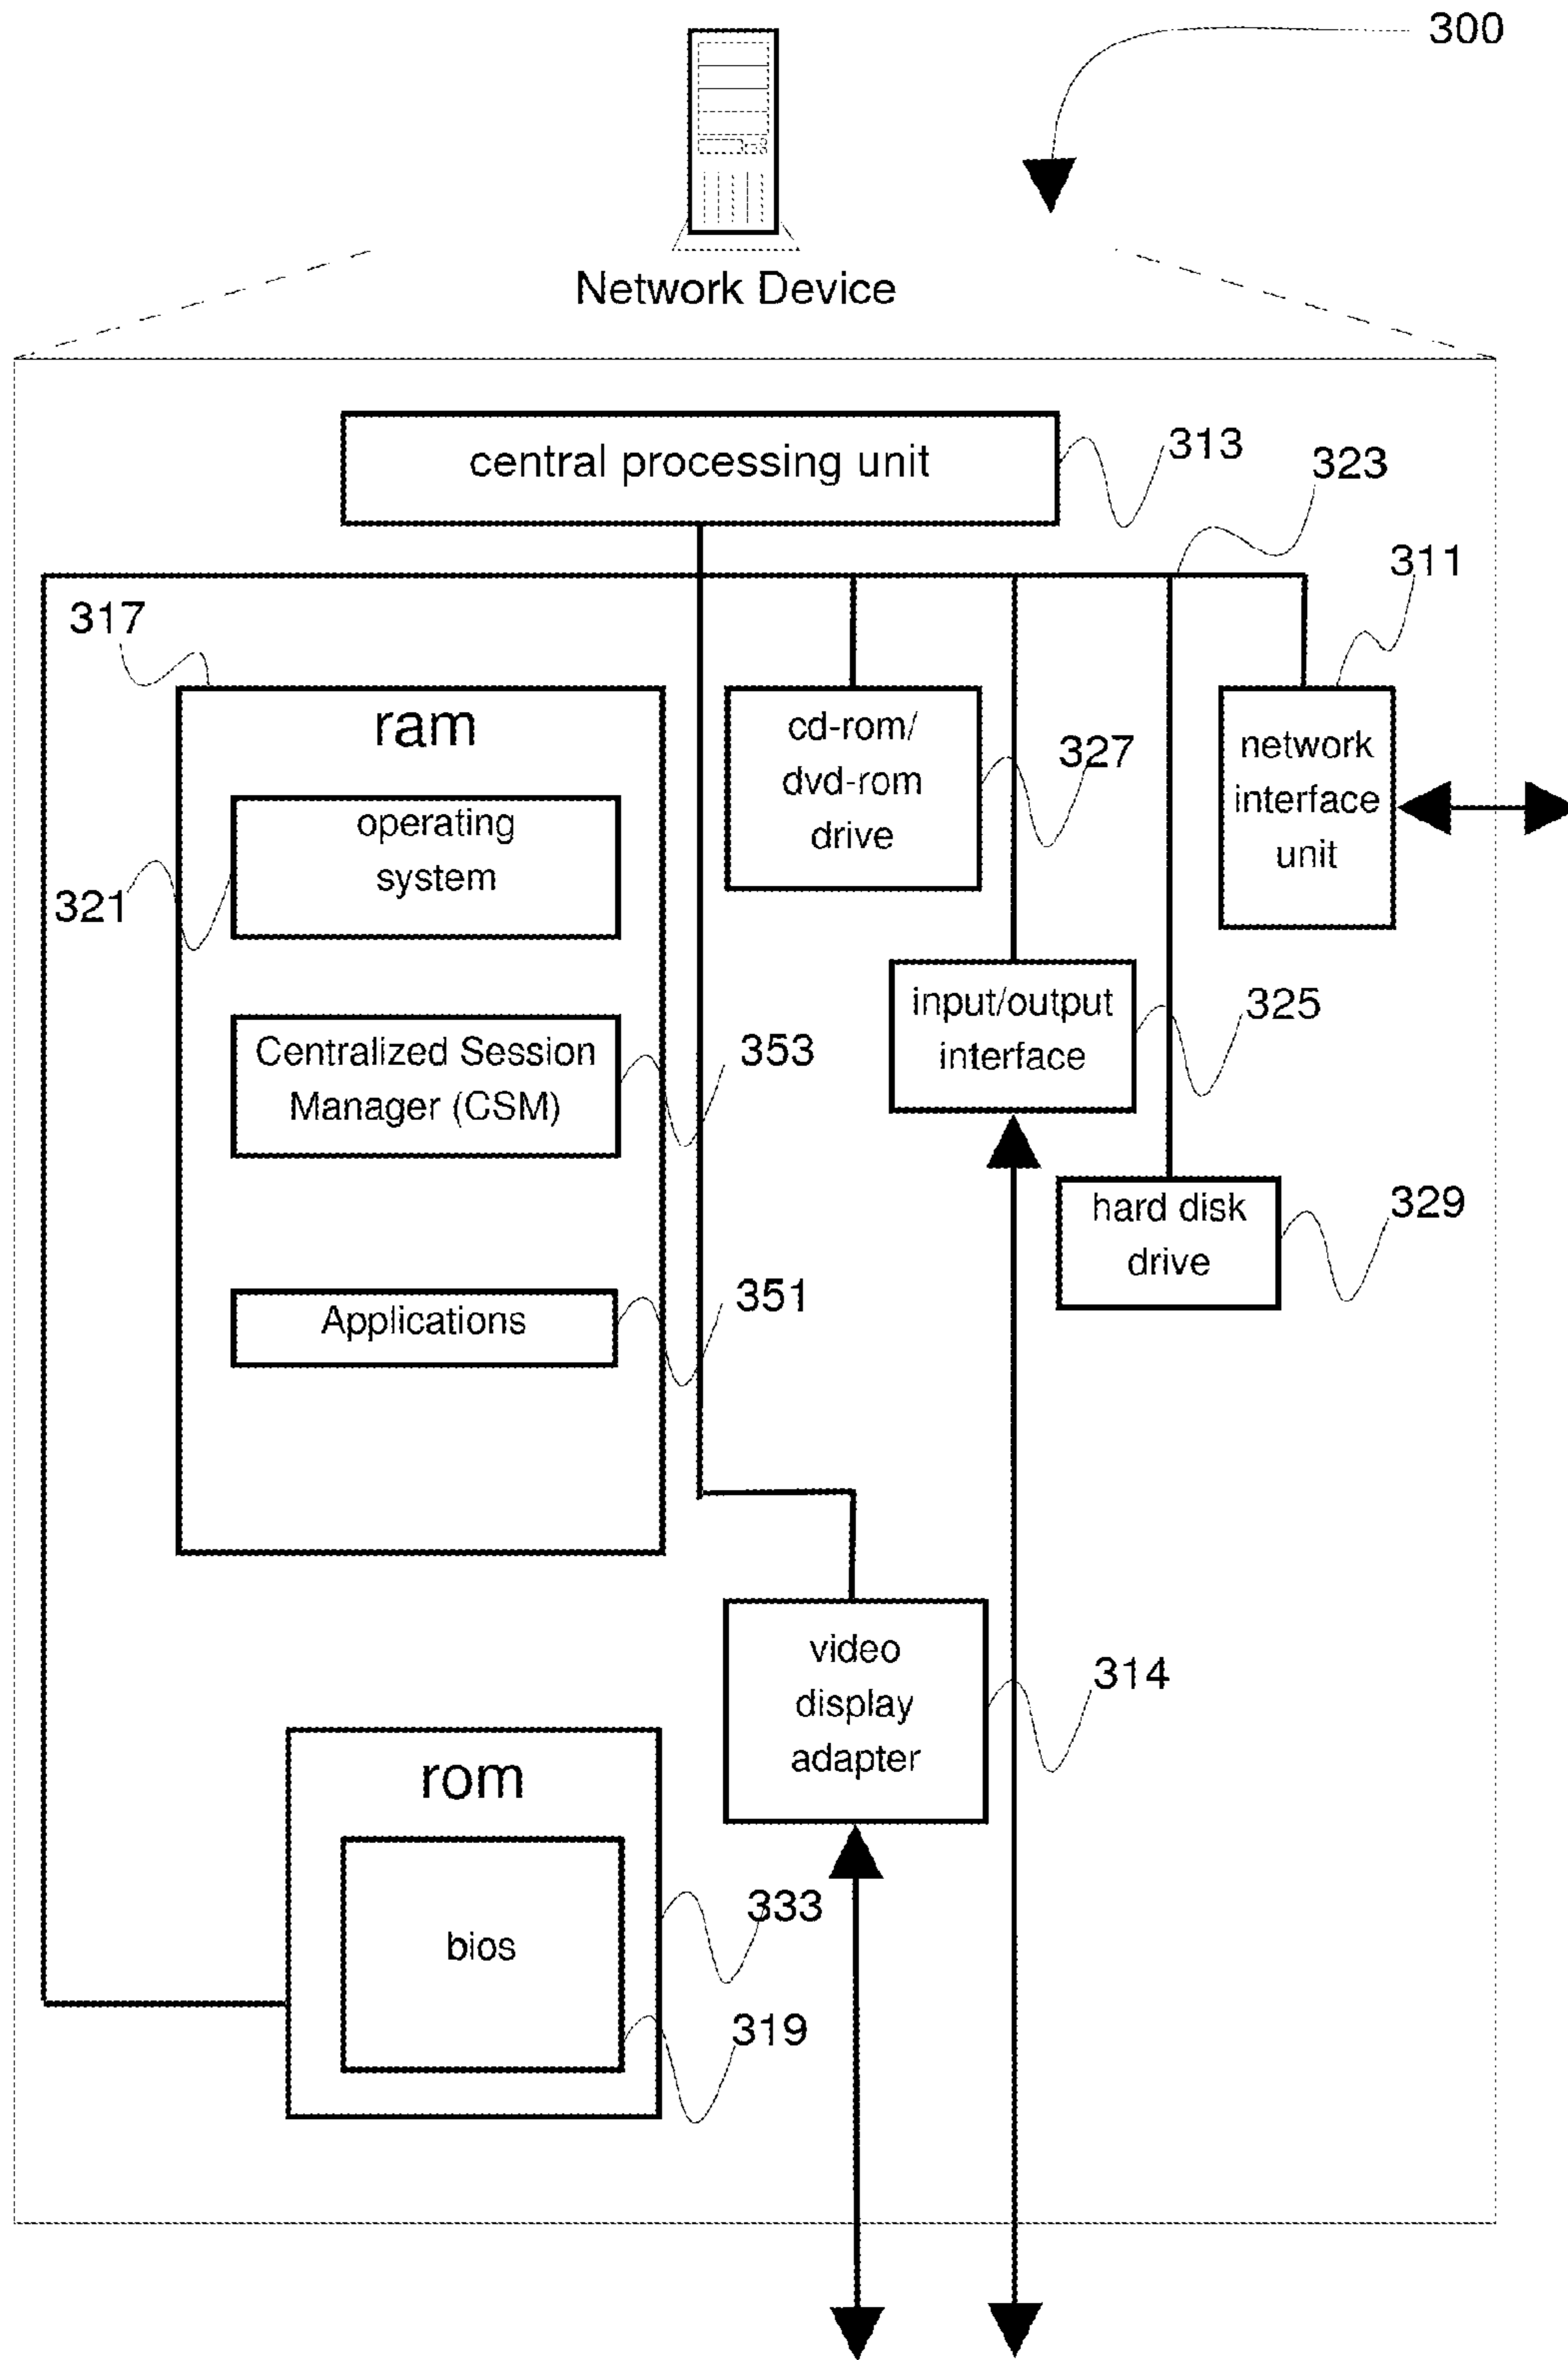 300
Network Device
central processing unit
313
323
311
317
ram
operating
system
321
Centralized Session
Manager (CSM)
353
Applications
351
cd-rom/
dvd-rom
drive
327
network
interface
unit
input/output
interface
325
hard disk
drive
329
video
display
adapter
314
rom
bios
333
319